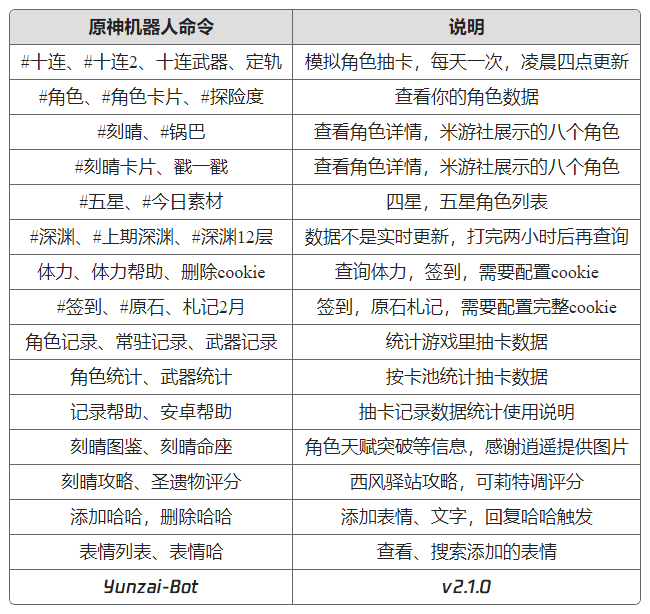 原神机器人命令 说明
#十连、#十连2、十连武器、定轨 模拟角色抽卡，每天一次，凌晨四点更新
#角色、#角色卡片、#探险度 查看你的角色数据
#刻晴、#锅巴 查看角色详情，米游社展示的八个角色
#刻晴卡片、戳一戳 查看角色详情，米游社展示的八个角色
#五星、#今日素材 四星，五星角色列表
#深渊、#上期深渊、#深渊12层 数据不是实时更新，打完两小时后再查询
体力、体力帮助、删除cookie 查询体力，签到，需要配置cookie
#签到、#原石、札记2月 签到，原石札记，需要配置完整cookie
角色记录、常驻记录、武器记录 统计游戏里抽卡数据
角色统计、武器统计 按卡池统计抽卡数据
记录帮助、安卓帮助 抽卡记录数据统计使用说明
刻晴图鉴、刻晴命座 角色天赋突破等信息，感谢逍遥提供图片
刻晴攻略、圣遗物评分 西风驿站攻略，可莉特调评分
添加哈哈，删除哈哈 添加表情、文字，回复哈哈触发
表情列表、表情哈 查看、搜索添加的表情
Yunzai-Bot v2.1.0